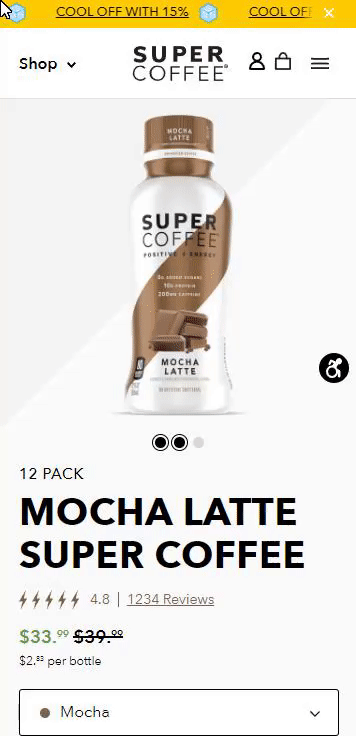 COOL OFF WITH 15%
COOL OF
Shop
SUPER
COFFEE
MOCHA
LATTE
SUPER
COFFEE
POSITIVE ENERGY
0g ADDED SUGARS
10g PROTEIN
200mg CAFFEINE
MOCHA
LATTE
12 PACK
MOCHA LATTE
SUPER COFFEE
4.8 | 1234 Reviews
$33.99 $39.99
$2.83 per bottle
Mocha